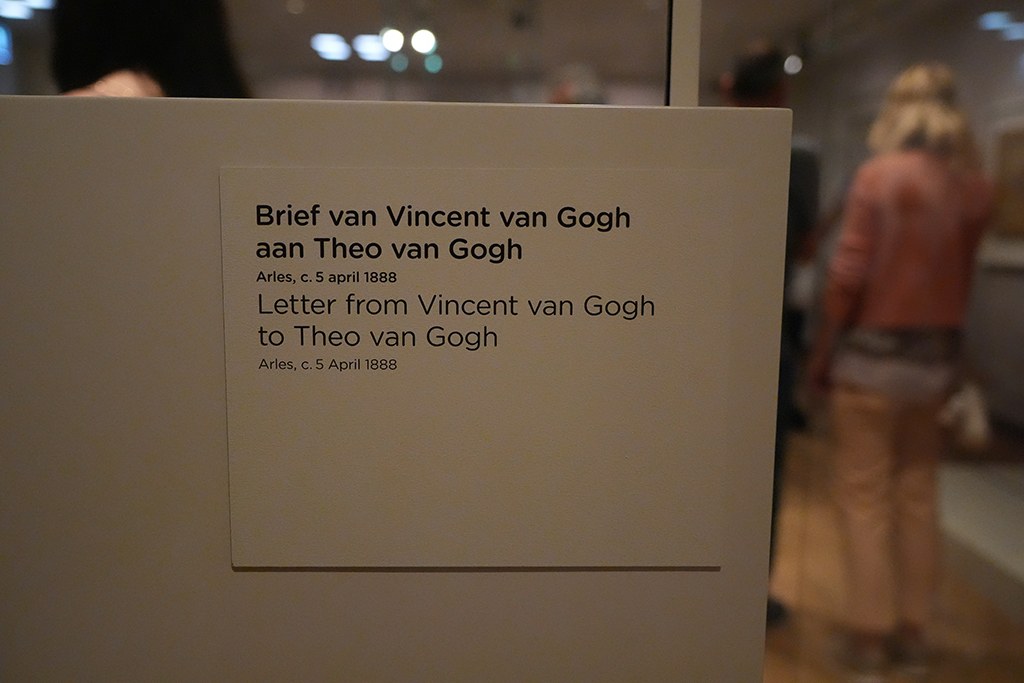 Brief van Vincent van Gogh
aan Theo van Gogh
Arles, c. 5 april 1888
Letter from Vincent van Gogh
to Theo van Gogh
Arles, c. 5 April 1888